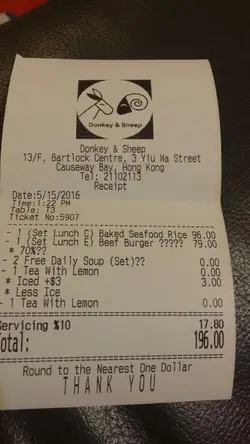 Donkey & Sheep
Donkey & Sheep
13/F, Bartlock Centre, 3 Yiu Wa Street
Causeway Bay, Hong Kong
Tel: 21102113
Receipt
Date:5/15/2016
Time:1:22 PM
Table: T3
Ticket No:5907
- 1 (Set Lunch C) Baked Seafood Rice 96.00
- 1 (Set Lunch E) Beef Burger ????? 79.00
* 70%??
- 2 Free Daily Soup (Set)?? 0.00
- 1 Tea With Lemon 0.00
* Iced +$3 3.00
* Less Ice
- 1 Tea With Lemon 0.00
Servicing %10 17.80
Total: 196.00
Round to the Nearest One Dollar
THANK YOU